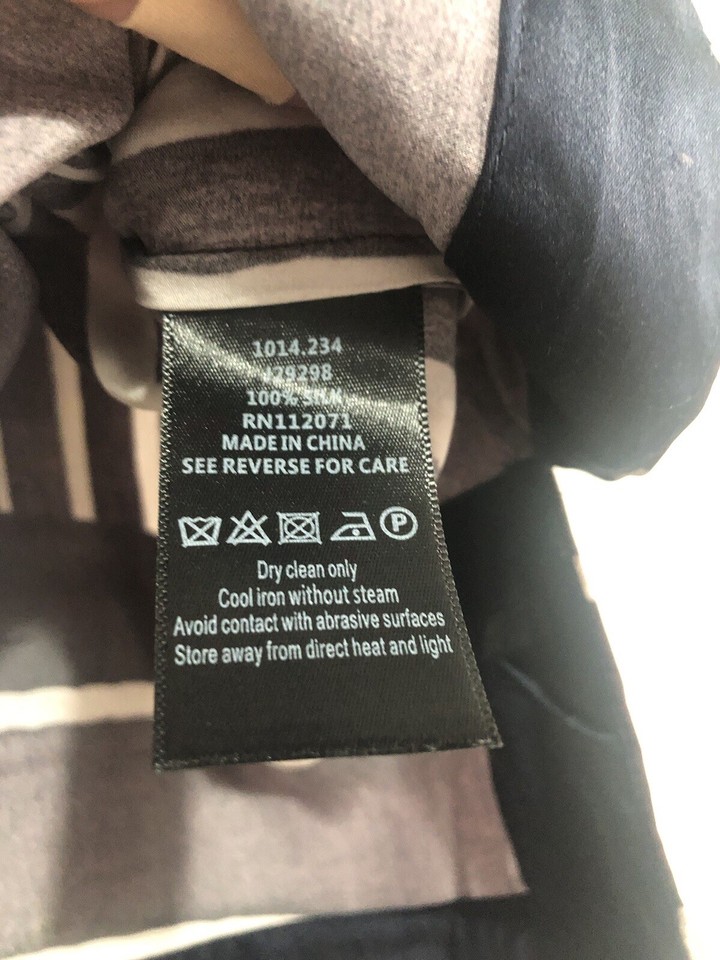 1014.234
J29298
100% SILK
RN112071
MADE IN CHINA
SEE REVERSE FOR CARE
P
Dry clean only
Cool iron without steam
Avoid contact with abrasive surfaces
Store away from direct heat and light